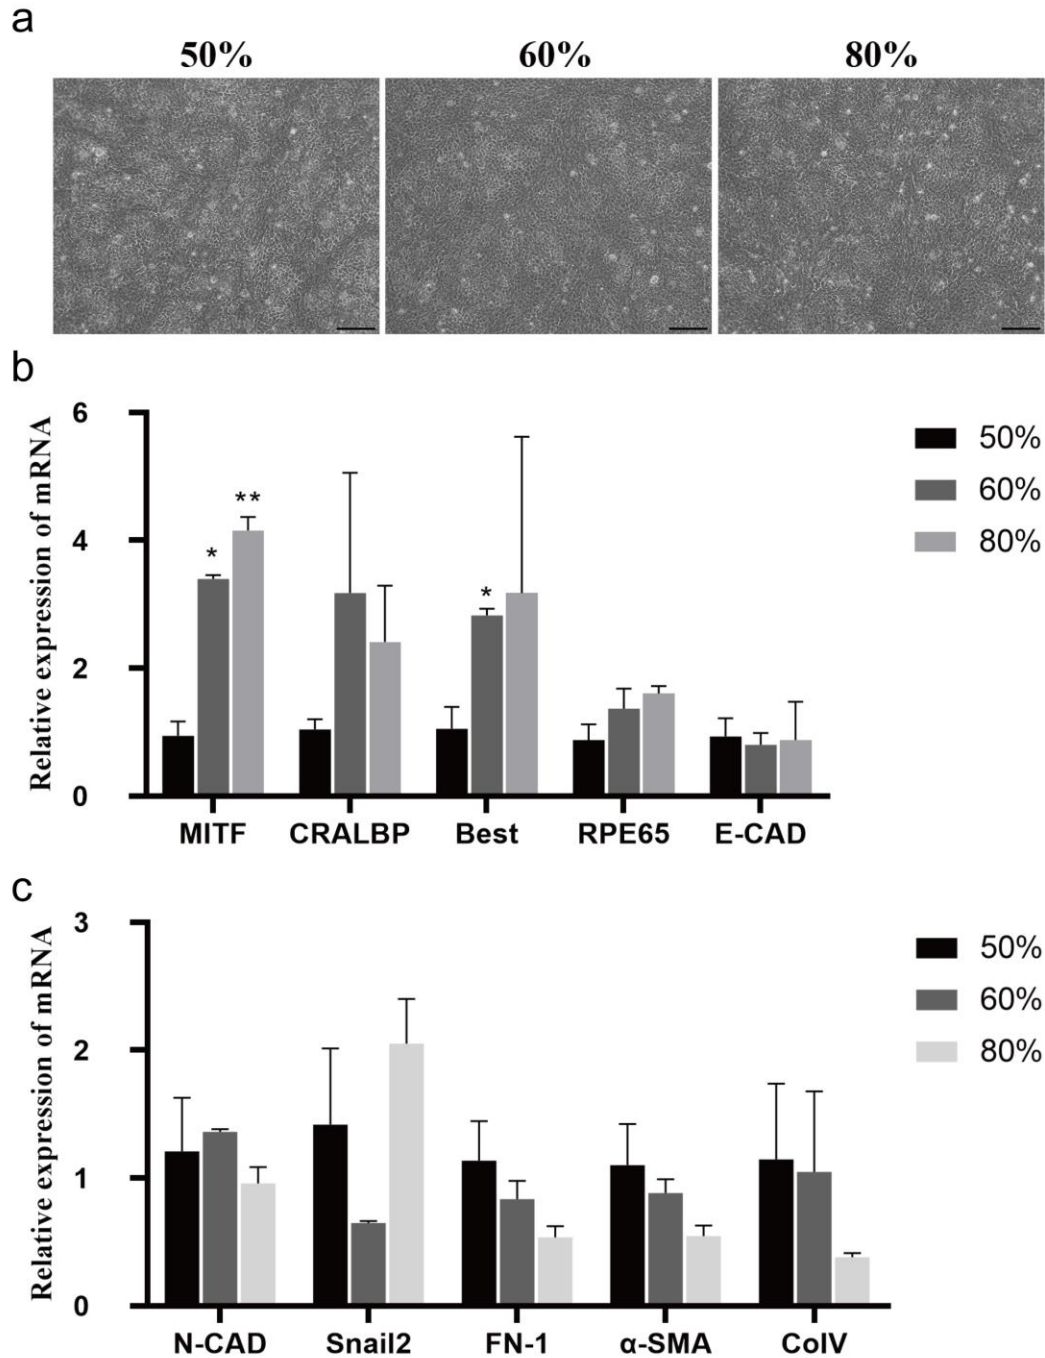 a
50% 60% 80%
b
Relative expression of mRNA
6
4
2
0
* ** *
MITF CRALBP Best RPE65 E-CAD
50%
60%
80%
c
Relative expression of mRNA
3
2
1
0
N-CAD Snail2 FN-1 α-SMA ColV
50%
60%
80%